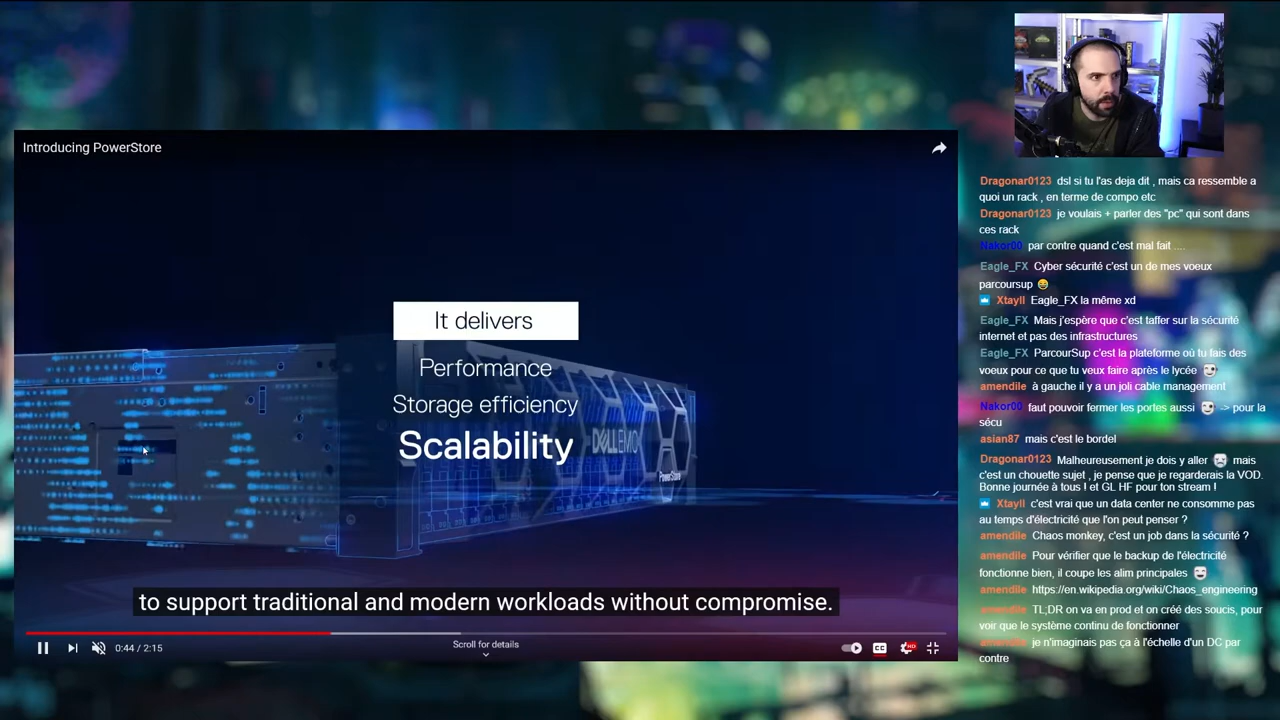 Introducing PowerStore
It delivers
Performance
Storage efficiency
Scalability
DELLEMC
PowerStore
to support traditional and modern workloads without compromise.
0:44 / 2:15
Scroll for details
CC
HD
Dragonar0123 dsl si tu l'as deja dit , mais ca ressemble a
quoi un rack , en terme de compo etc
Dragonar0123 je voulais + parler des "pc" qui sont dans
ces rack
Nakor00 par contre quand c'est mal fait ....
Eagle_FX Cyber sécurité c'est un de mes voeux
parcoursup
Xtayll Eagle_FX la même xd
Eagle_FX Mais j'espère que c'est taffer sur la sécurité
internet et pas des infrastructures
Eagle_FX ParcourSup c'est la plateforme où tu fais des
voeux pour ce que tu veux faire après le lycée
amendile à gauche il y a un joli cable management
Nakor00 faut pouvoir fermer les portes aussi -> pour la
sécu
asian87 mais c'est le bordel
Dragonar0123 Malheureusement je dois y aller mais
c'est un chouette sujet , je pense que je regarderais la VOD.
Bonne journée à tous ! et GL HF pour ton stream !
Xtayll c'est vrai que un data center ne consomme pas
au temps d'électricité que l'on peut penser ?
amendile Chaos monkey, c'est un job dans la sécurité ?
amendile Pour vérifier que le backup de l'électricité
fonctionne bien, il coupe les alim principales
amendile https://en.wikipedia.org/wiki/Chaos_engineering
amendile TL;DR on va en prod et on créé des soucis, pour
voir que le système continu de fonctionner
amendile je n'imaginais pas ça à l'échelle d'un DC par
contre